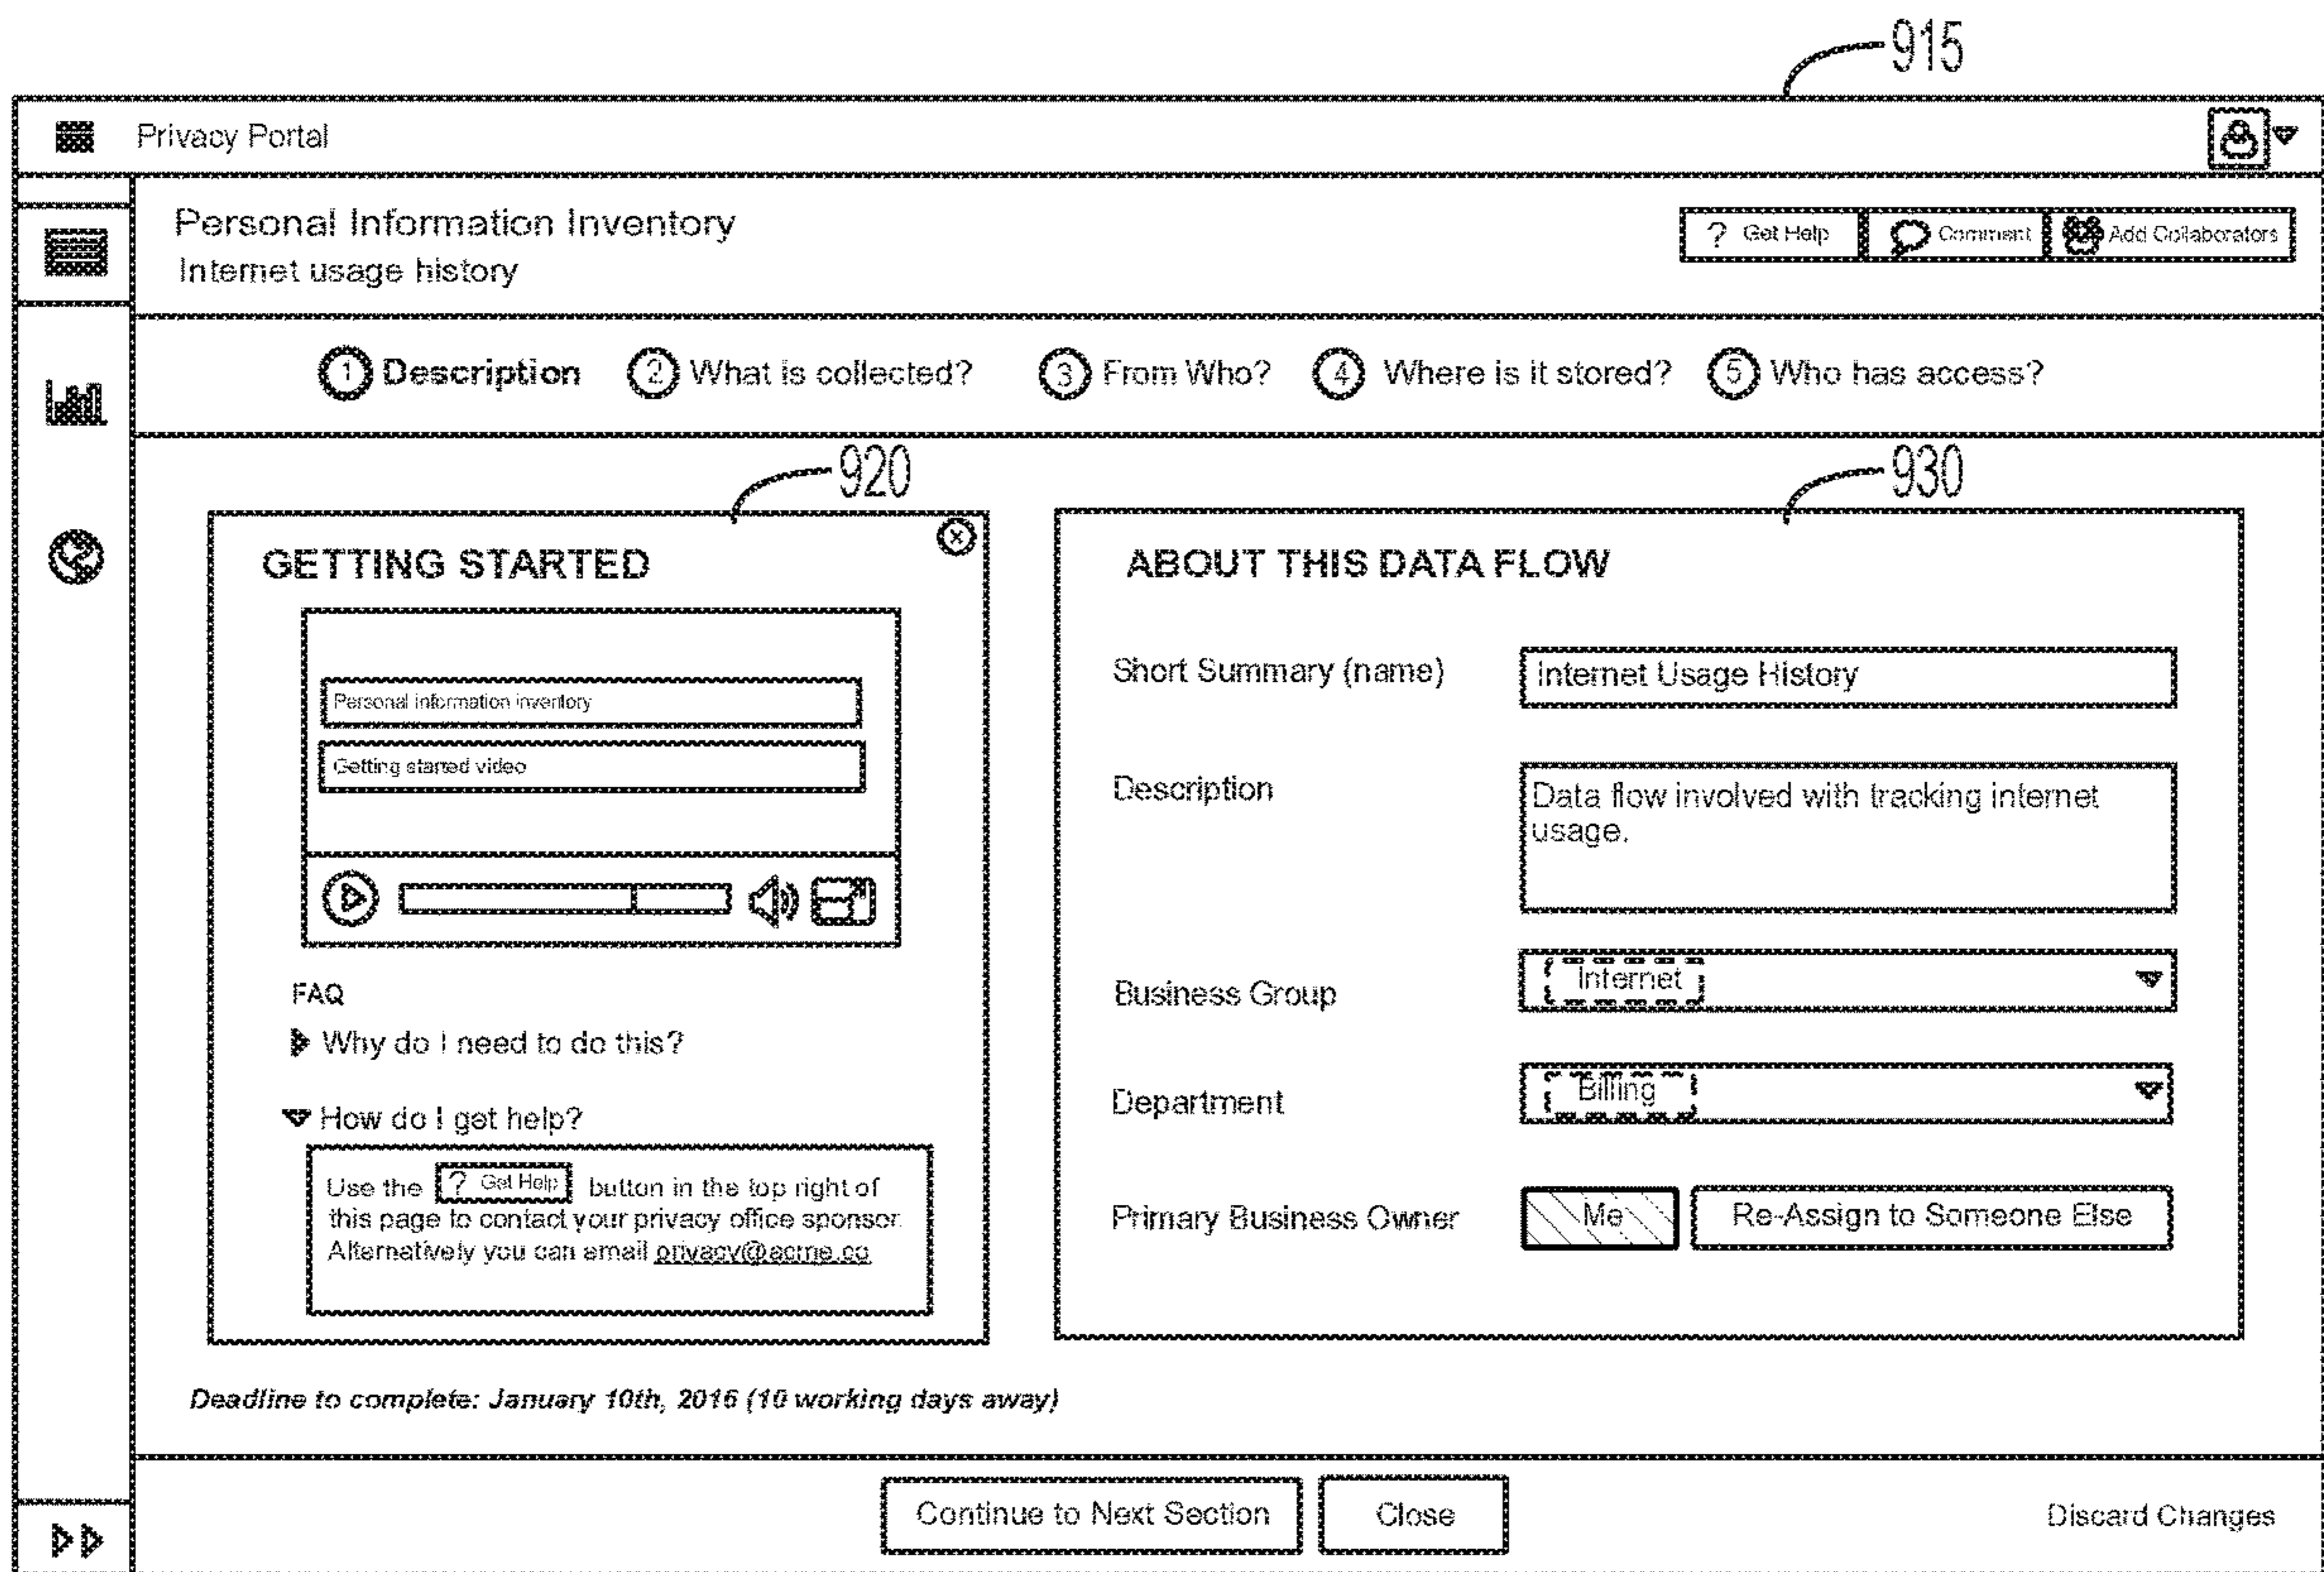 915
Privacy Portal
Personal Information Inventory
? Get Help Comment Add Collaborators
Internet usage history
1 Description 2 What is collected? 3 From Who? 4 Where is it stored? 5 Who has access?
920
930
GETTING STARTED
Personal information inventory
Getting started video
FAQ
Why do I need to do this?
How do I get help?
Use the ? Get Help button in the top right of
this page to contact your privacy office sponsor.
Alternatively you can email privacy@acme.co
ABOUT THIS DATA FLOW
Short Summary (name) Internet Usage History
Description Data flow involved with tracking internet
usage.
Business Group Internet
Department Billing
Primary Business Owner Me Re-Assign to Someone Else
Deadline to complete: January 10th, 2016 (10 working days away)
Continue to Next Section Close Discard Changes